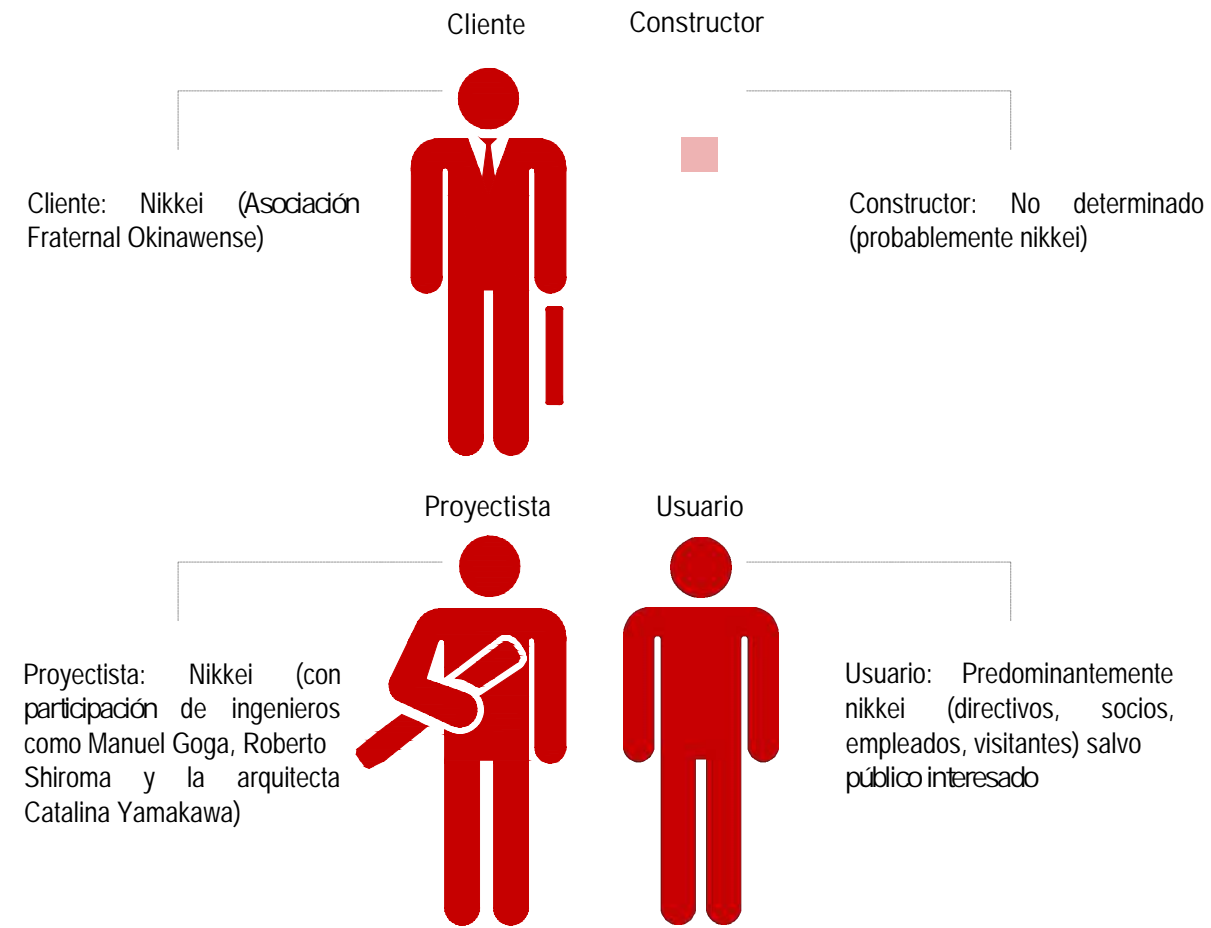 Cliente
Constructor
Cliente: Nikkei (Asociación
Fraternal Okinawense)
Constructor: No determinado
(probablemente nikkei)
Proyectista
Usuario
Proyectista: Nikkei (con
participación de ingenieros
como Manuel Goga, Roberto
Shiroma y la arquitecta
Catalina Yamakawa)
Usuario: Predominantemente
nikkei (directivos, socios,
empleados, visitantes) salvo
público interesado